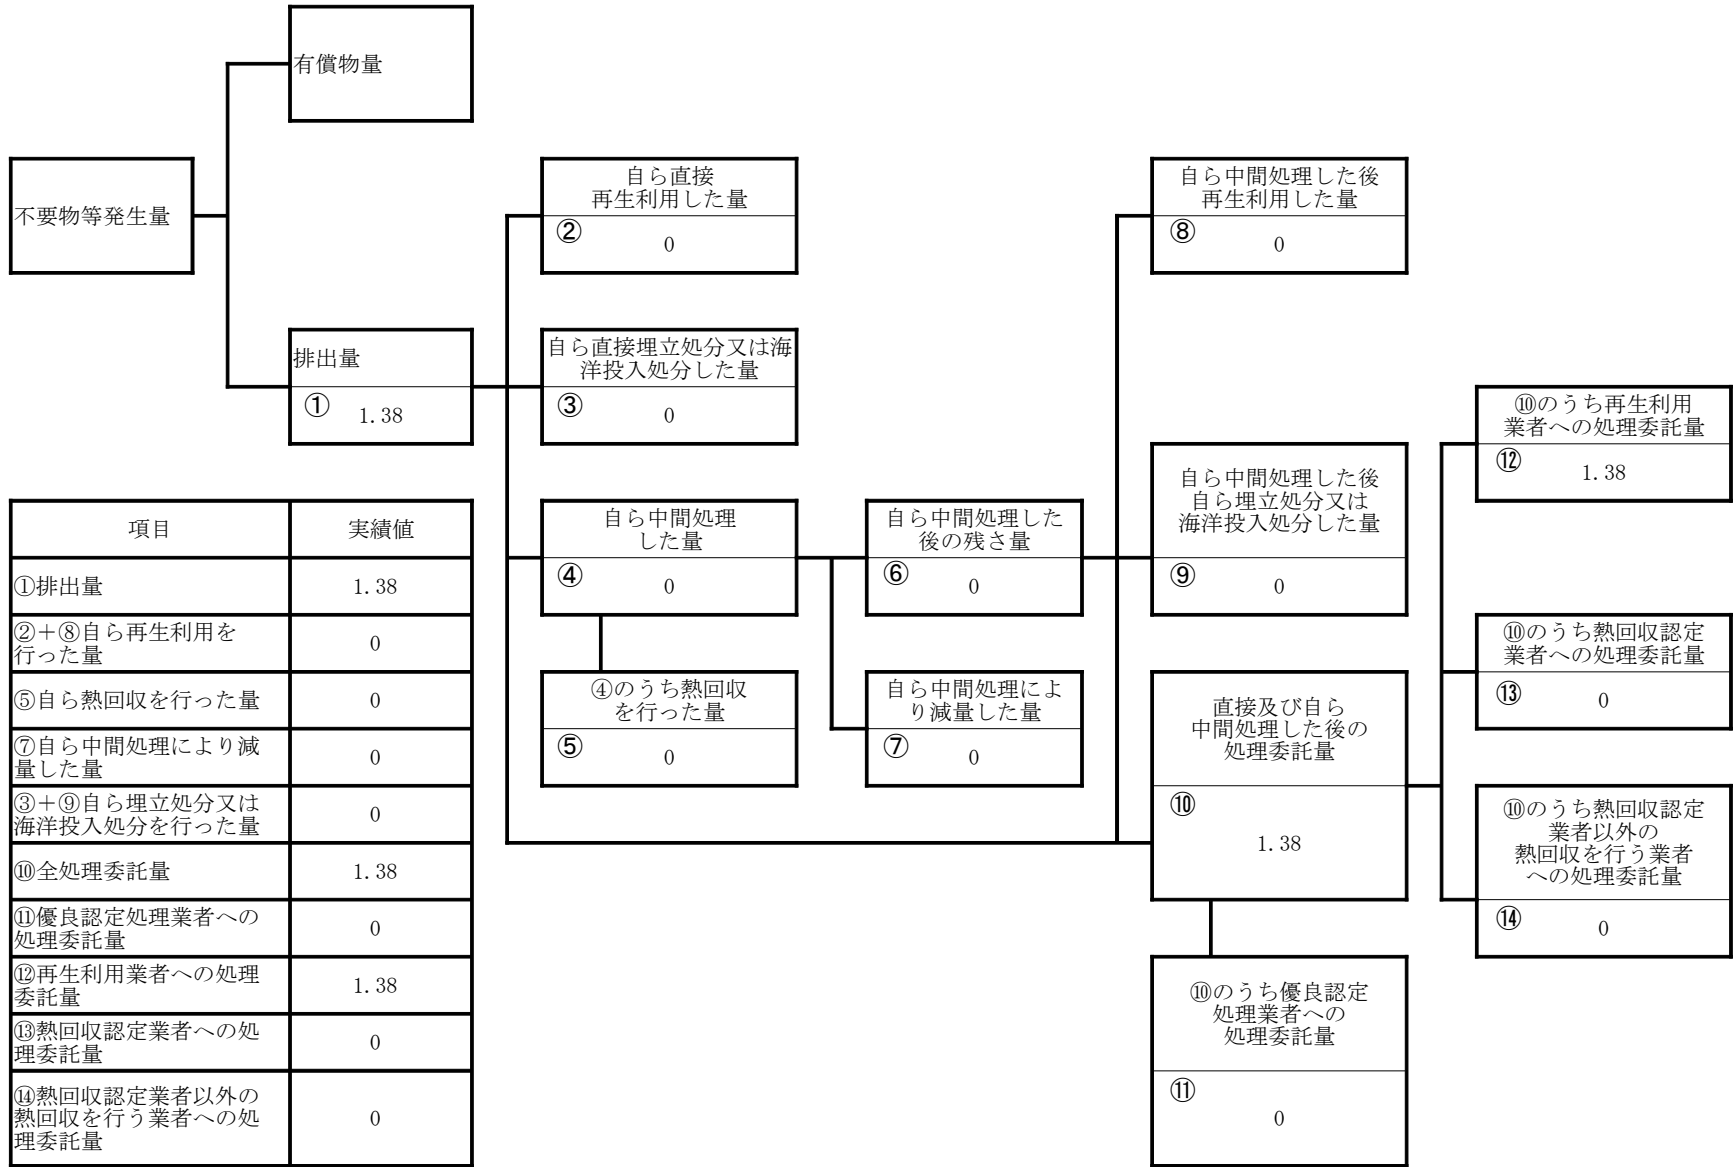 有償物量
不要物等発生量
排出量
①
1.38
自ら直接
再生利用した量
②
0
自ら直接埋立処分又は海
洋投入処分した量
③
0
自ら中間処理
した量
④
0
④のうち熱回収
を行った量
⑤
0
自ら中間処理した
後の残さ量
⑥
0
自ら中間処理によ
り減量した量
⑦
0
自ら中間処理した後
再生利用した量
⑧
0
自ら中間処理した後
自ら埋立処分又は
海洋投入処分した量
⑨
0
直接及び自ら
中間処理した後の
処理委託量
⑩
1.38
⑩のうち優良認定
処理業者への
処理委託量
⑪
0
⑩のうち再生利用
業者への処理委託量
⑫
1.38
⑩のうち熱回収認定
業者への処理委託量
⑬
0
⑩のうち熱回収認定
業者以外の
熱回収を行う業者
への処理委託量
⑭
0
項目 実績値
①排出量 1.38
②+⑧自ら再生利用を
行った量 0
⑤自ら熱回収を行った量 0
⑦自ら中間処理により減
量した量 0
③+⑨自ら埋立処分又は
海洋投入処分を行った量 0
⑩全処理委託量 1.38
⑪優良認定処理業者への
処理委託量 0
⑫再生利用業者への処理
委託量 1.38
⑬熱回収認定業者への処
理委託量 0
⑭熱回収認定業者以外の
熱回収を行う業者への処
理委託量 0